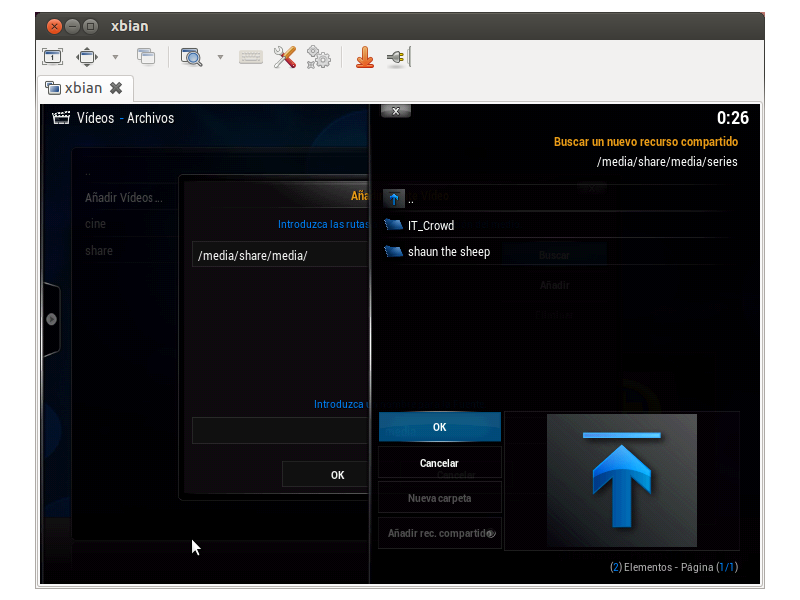 xbian
xbian
Vídeos - Archivos
0:26
Buscar un nuevo recurso compartido
/media/share/media/series
..
Añadir Vídeos...
cine
share
Aña
Introduzca las rutas
/media/share/media/
Introduzca u
OK
..
IT_Crowd
shaun the sheep
Buscar
Añadir
OK
Cancelar
Cancelar
Nueva carpeta
Añadir rec. compartido
(2) Elementos - Página (1/1)